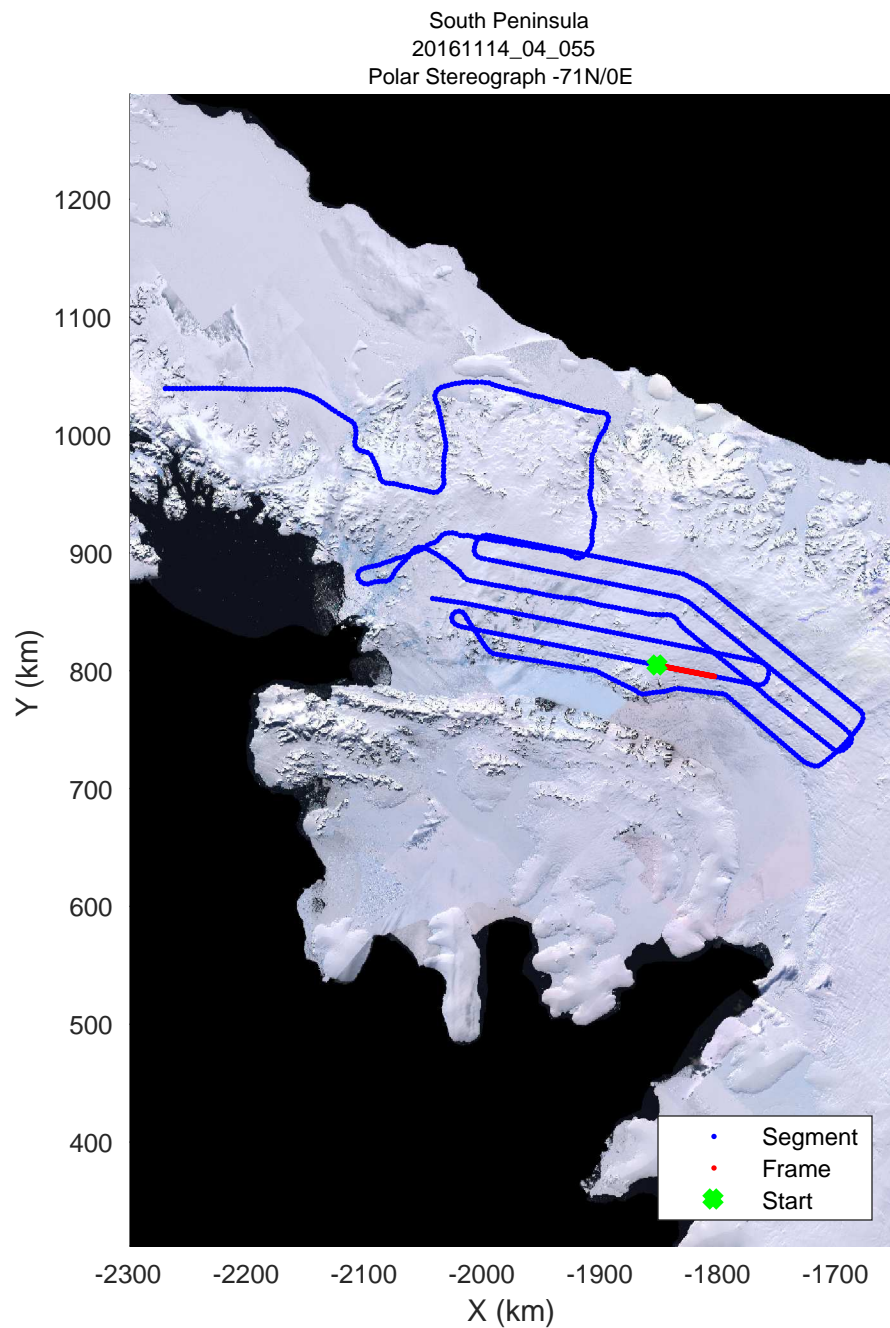 South Peninsula
20161114_04_055
Polar Stereograph -71N/0E
1200
1100
1000
900
800
700
600
500
400
Y (km)
-2300 -2200 -2100 -2000 -1900 -1800 -1700
X (km)
Segment
Frame
Start